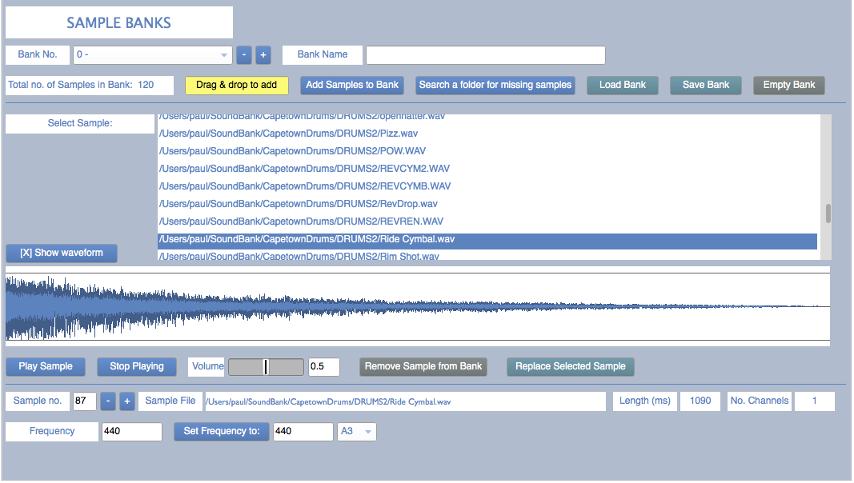 SAMPLE BANKS
Bank No. 0 - - + Bank Name
Total no. of Samples in Bank: 120 Drag & drop to add Add Samples to Bank Search a folder for missing samples Load Bank Save Bank Empty Bank
Select Sample:
/Users/paul/SoundBank/CapetownDrums/DRUMS2/openhatter.wav
/Users/paul/SoundBank/CapetownDrums/DRUMS2/Pizz.wav
/Users/paul/SoundBank/CapetownDrums/DRUMS2/POW.WAV
/Users/paul/SoundBank/CapetownDrums/DRUMS2/REVCYM2.WAV
/Users/paul/SoundBank/CapetownDrums/DRUMS2/REVCYMB.WAV
/Users/paul/SoundBank/CapetownDrums/DRUMS2/RevDrop.wav
/Users/paul/SoundBank/CapetownDrums/DRUMS2/REVREN.WAV
/Users/paul/SoundBank/CapetownDrums/DRUMS2/Ride Cymbal.wav
/Users/paul/SoundBank/CapetownDrums/DRUMS2/Rim Shot.wav
[X] Show waveform
Play Sample Stop Playing Volume 0.5 Remove Sample from Bank Replace Selected Sample
Sample no. 87 - + Sample File /Users/paul/SoundBank/CapetownDrums/DRUMS2/Ride Cymbal.wav Length (ms) 1090 No. Channels 1
Frequency 440 Set Frequency to: 440 A3